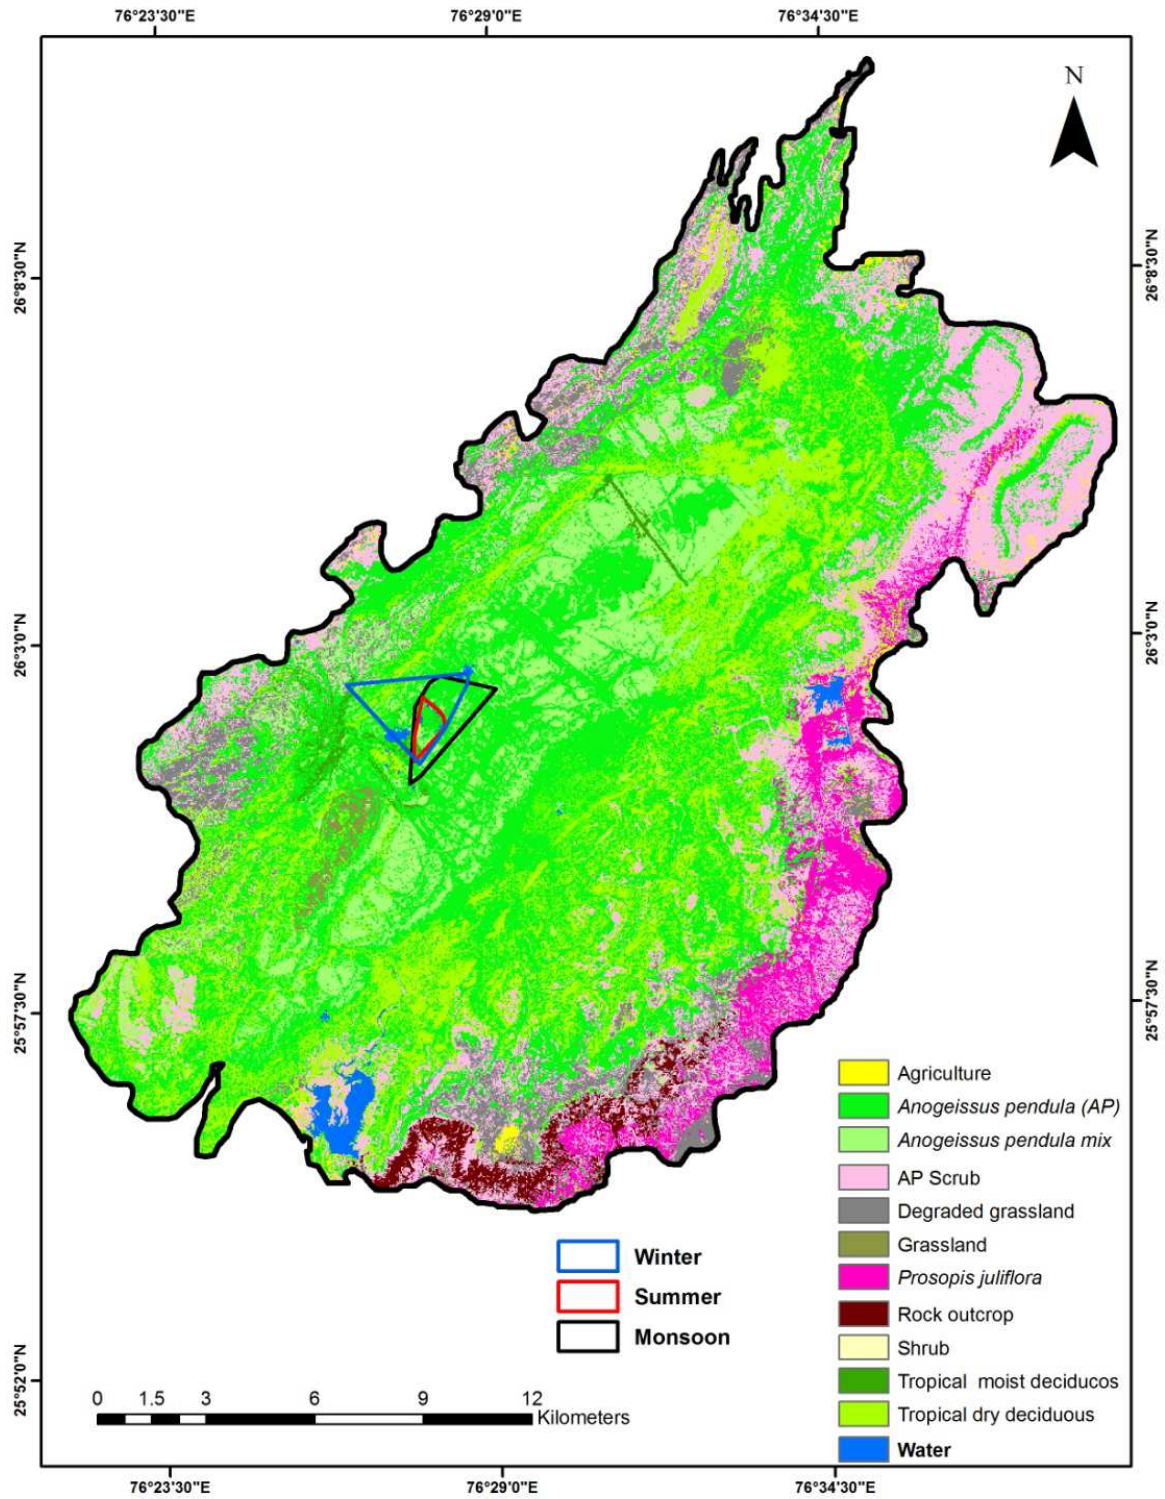 76°23'30"E 76°29'0"E 76°34'30"E
N
26°8'30"N
26°8'30"N
26°3'0"N
26°3'0"N
25°57'30"N
25°57'30"N
25°52'0"N
25°52'0"N
Agriculture
Anogeissus pendula (AP)
Anogeissus pendula mix
AP Scrub
Degraded grassland
Grassland
Prosopis juliflora
Rock outcrop
Shrub
Tropical moist deciducos
Tropical dry deciduous
Water
Winter
Summer
Monsoon
0 1.5 3 6 9 12
Kilometers
76°23'30"E 76°29'0"E 76°34'30"E